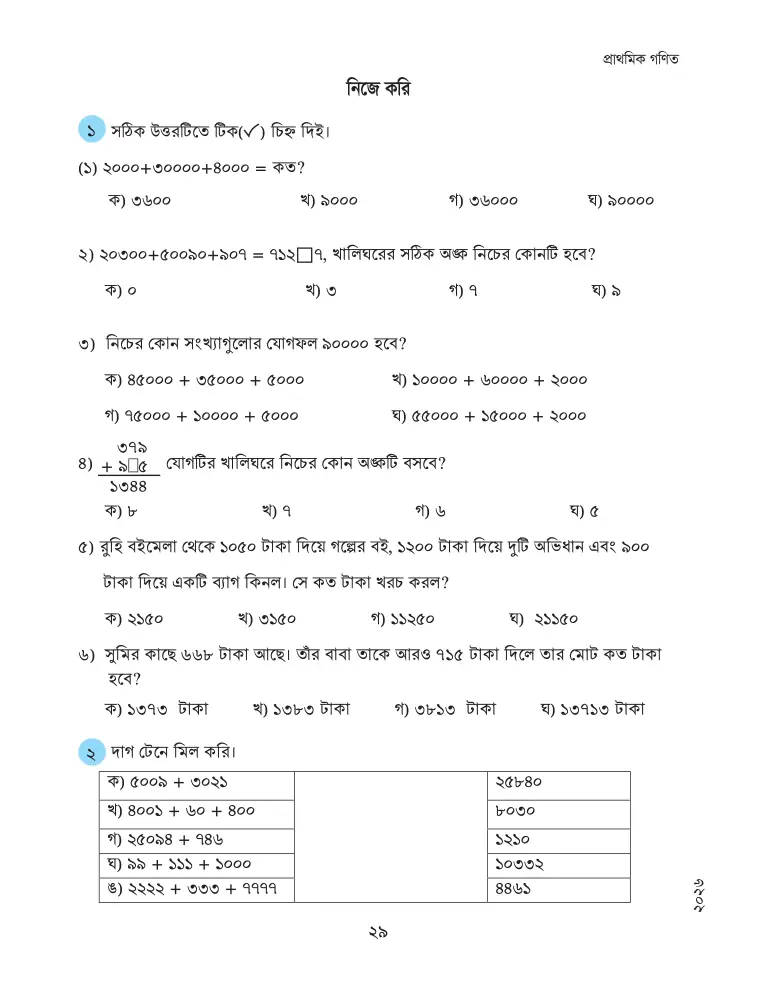 প্রাথমিক গণিত
নিজে করি
১ সঠিক উত্তরটিতে টিক(✓) চিহ্ন দিই।
(১) ২০০০+৩০০০০+৪০০০ = কত?
ক) ৩৬০০ খ) ৯০০০ গ) ৩৬০০০ ঘ) ৯০০০০
২) ২০৩০০+৫০০৯০+৯০৭ = ৭১২□৭, খালিঘরের সঠিক অঙ্ক নিচের কোনটি হবে?
ক) ০ খ) ৩ গ) ৭ ঘ) ৯
৩) নিচের কোন সংখ্যাগুলোর যোগফল ৯০০০০ হবে?
ক) ৪৫০০০ + ৩৫০০০ + ৫০০০ খ) ১০০০০ + ৬০০০০ + ২০০০
গ) ৭৫০০০ + ১০০০০ + ৫০০০ ঘ) ৫৫০০০ + ১৫০০০ + ২০০০
৩৭৯
৪) + ৯□৫ যোগটির খালিঘরে নিচের কোন অঙ্কটি বসবে?
১৩৪৪
ক) ৮ খ) ৭ গ) ৬ ঘ) ৫
৫) রুহি বইমেলা থেকে ১০৫০ টাকা দিয়ে গল্পের বই, ১২০০ টাকা দিয়ে দুটি অভিধান এবং ৯০০
টাকা দিয়ে একটি ব্যাগ কিনল। সে কত টাকা খরচ করল?
ক) ২১৫০ খ) ৩১৫০ গ) ১১২৫০ ঘ) ২১১৫০
৬) সুমির কাছে ৬৬৮ টাকা আছে। তাঁর বাবা তাকে আরও ৭১৫ টাকা দিলে তার মোট কত টাকা
হবে?
ক) ১৩৭৩ টাকা খ) ১৩৮৩ টাকা গ) ৩৮১৩ টাকা ঘ) ১৩৭১৩ টাকা
২ দাগ টেনে মিল করি।
ক) ৫০০৯ + ৩০২১ ২৫৮৪০
খ) ৪০০১ + ৬০ + ৪০০ ৮০৩০
গ) ২৫০৯৪ + ৭৪৬ ১২১০
ঘ) ৯৯ + ১১১ + ১০০০ ১০৩৩২
ঙ) ২২২২ + ৩৩৩ + ৭৭৭৭ ৪৪৬১
২০২৬
২৯